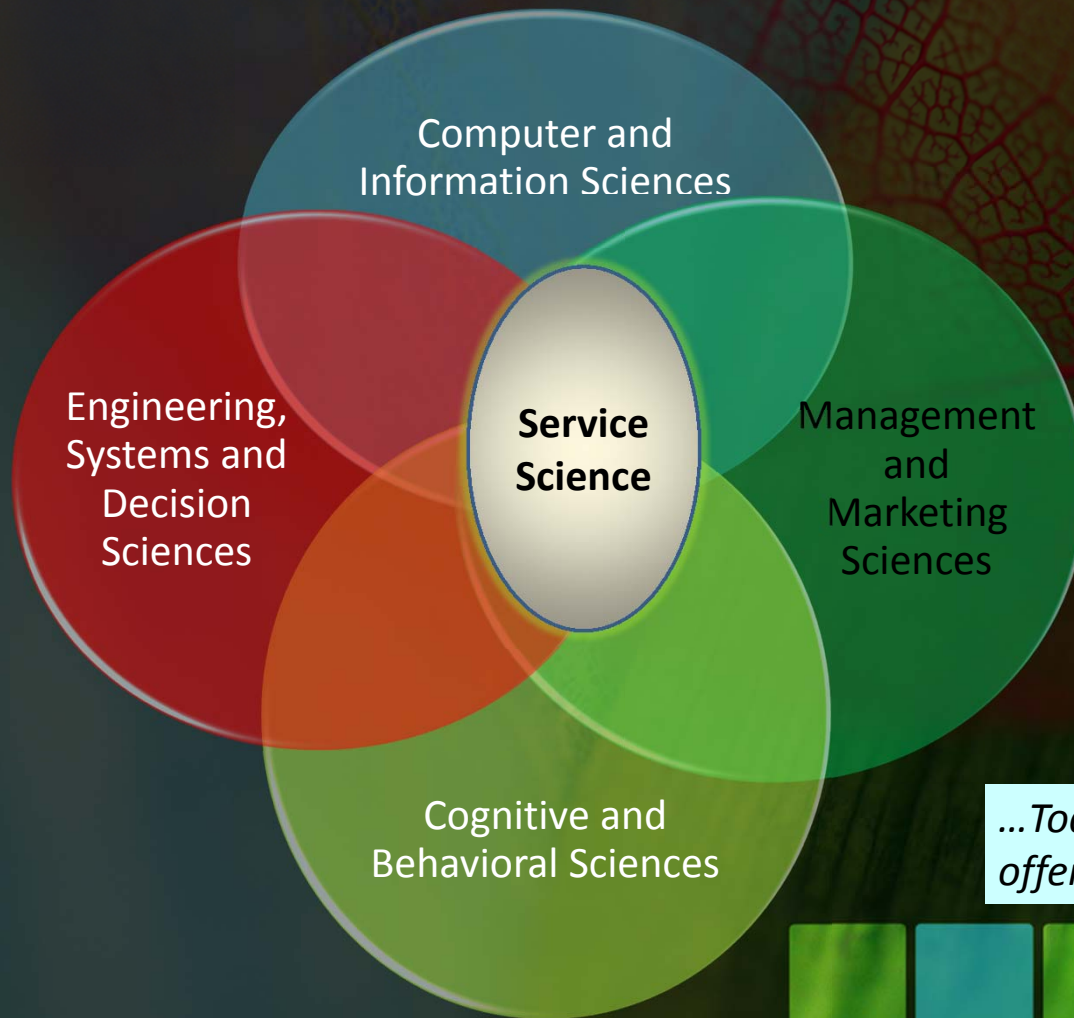 Computer and
Information Sciences
Engineering,
Systems and
Decision
Sciences
Service
Science
Management
and
Marketing
Sciences
Cognitive and
Behavioral Sciences